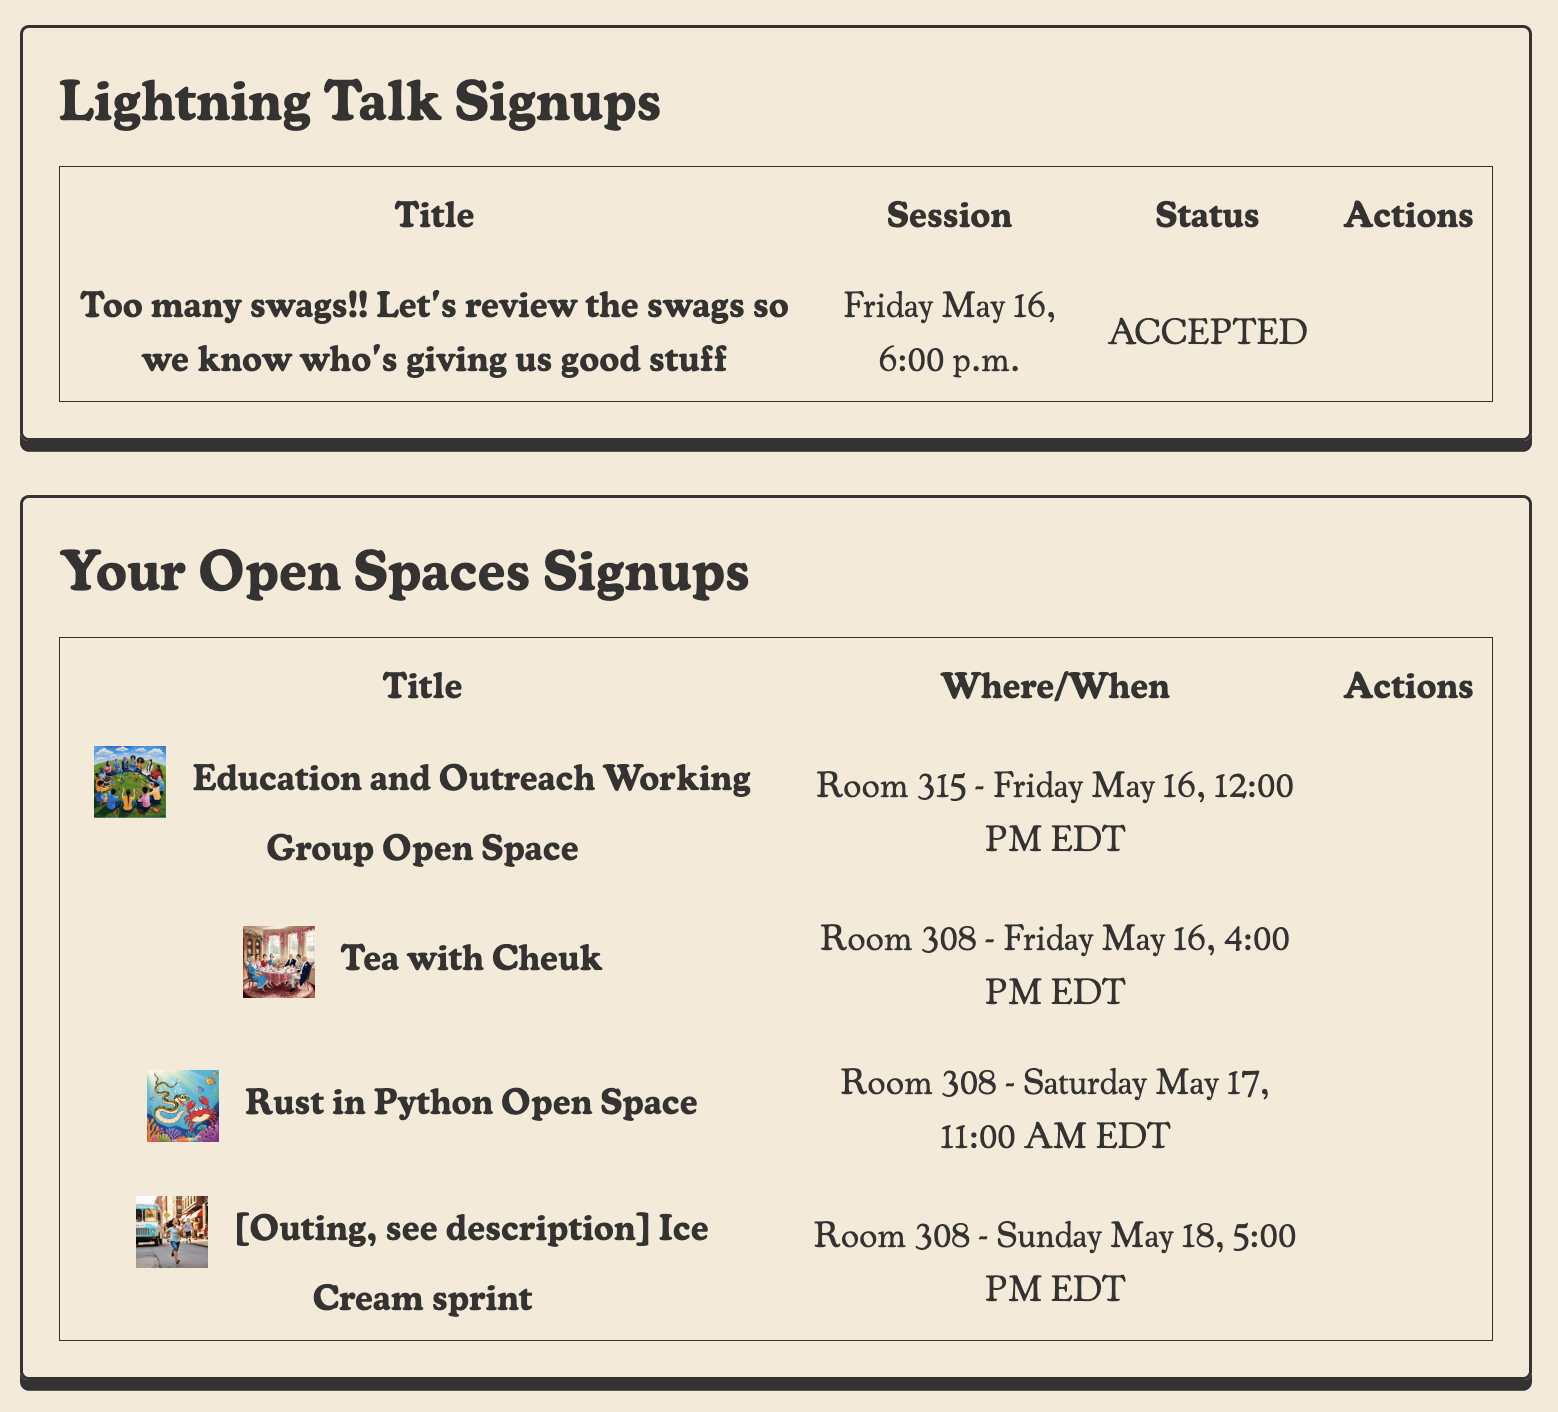 Lightning Talk Signups
Title Session Status Actions
Too many swags!! Let's review the swags so
we know who's giving us good stuff
Friday May 16,
6:00 p.m.
ACCEPTED
Your Open Spaces Signups
Title Where/When Actions
Education and Outreach Working
Group Open Space
Room 315 - Friday May 16, 12:00
PM EDT
Tea with Cheuk
Room 308 - Friday May 16, 4:00
PM EDT
Rust in Python Open Space
Room 308 - Saturday May 17,
11:00 AM EDT
[Outing, see description] Ice
Cream sprint
Room 308 - Sunday May 18, 5:00
PM EDT